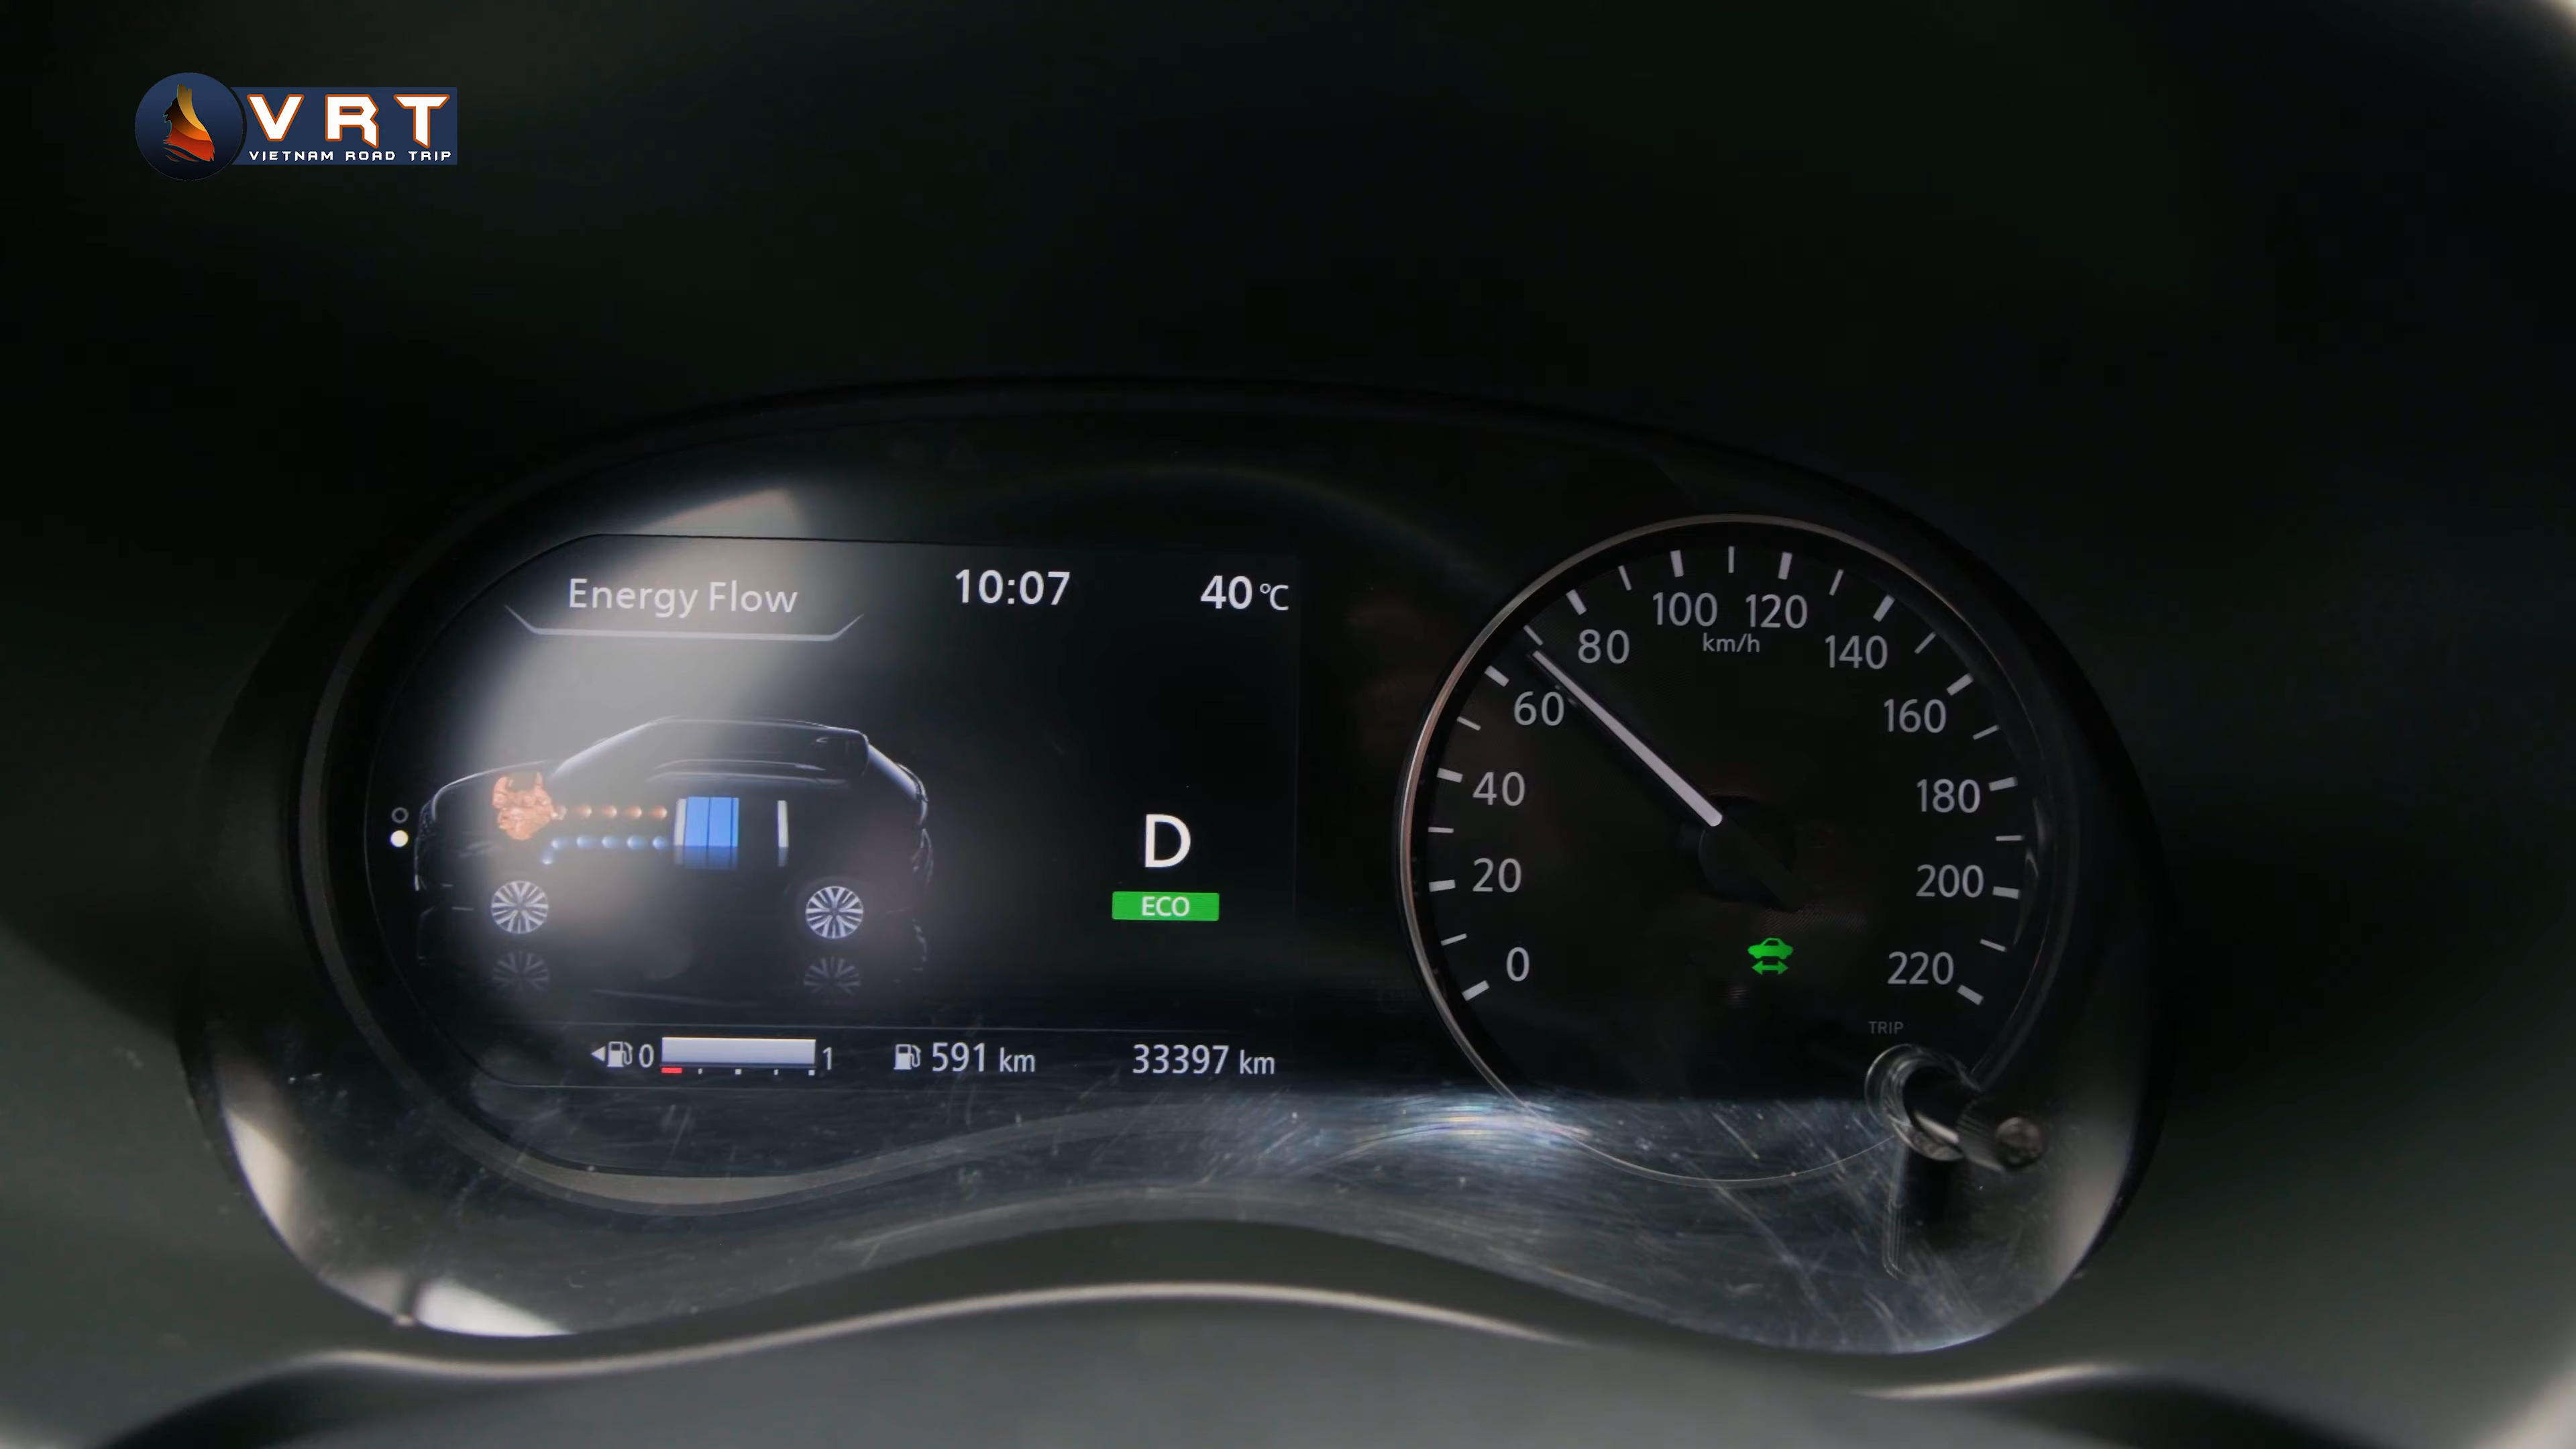 VRT
VIETNAM ROAD TRIP
Energy Flow 10:07 40 °C
D
ECO
0 1 591 km 33397 km
0
20
40
60
80
100
120
140
160
180
200
220
km/h
TRIP